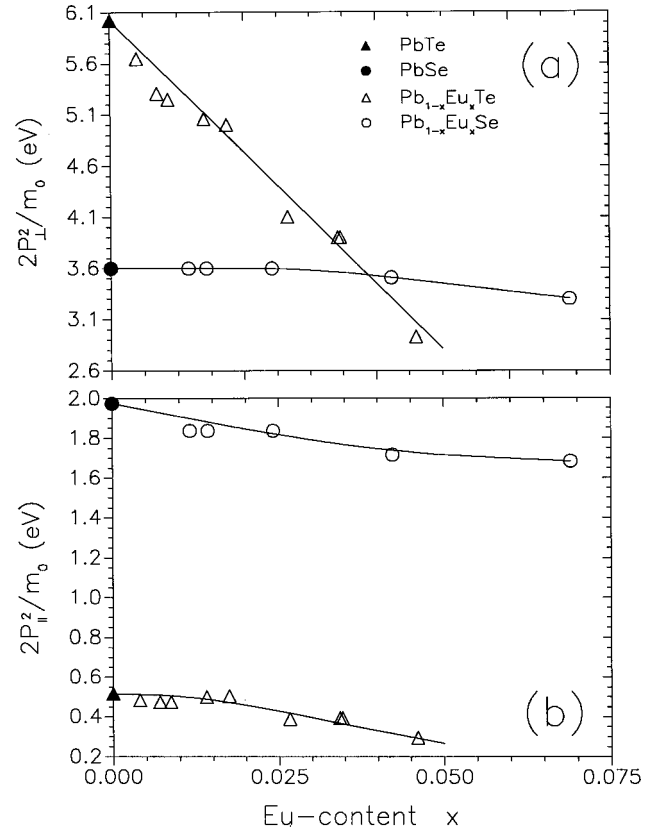 6.1
5.6
5.1
4.6
4.1
3.6
3.1
2.6
2P⊥²/m₀ (eV)
(a)
PbTe
PbSe
Pb₁₋ₓEuₓTe
Pb₁₋ₓEuₓSe
2.0
1.8
1.6
1.4
1.2
1.0
0.8
0.6
0.4
0.2
2P∥²/m₀ (eV)
(b)
0.000 0.025 0.050 0.075
Eu-content x